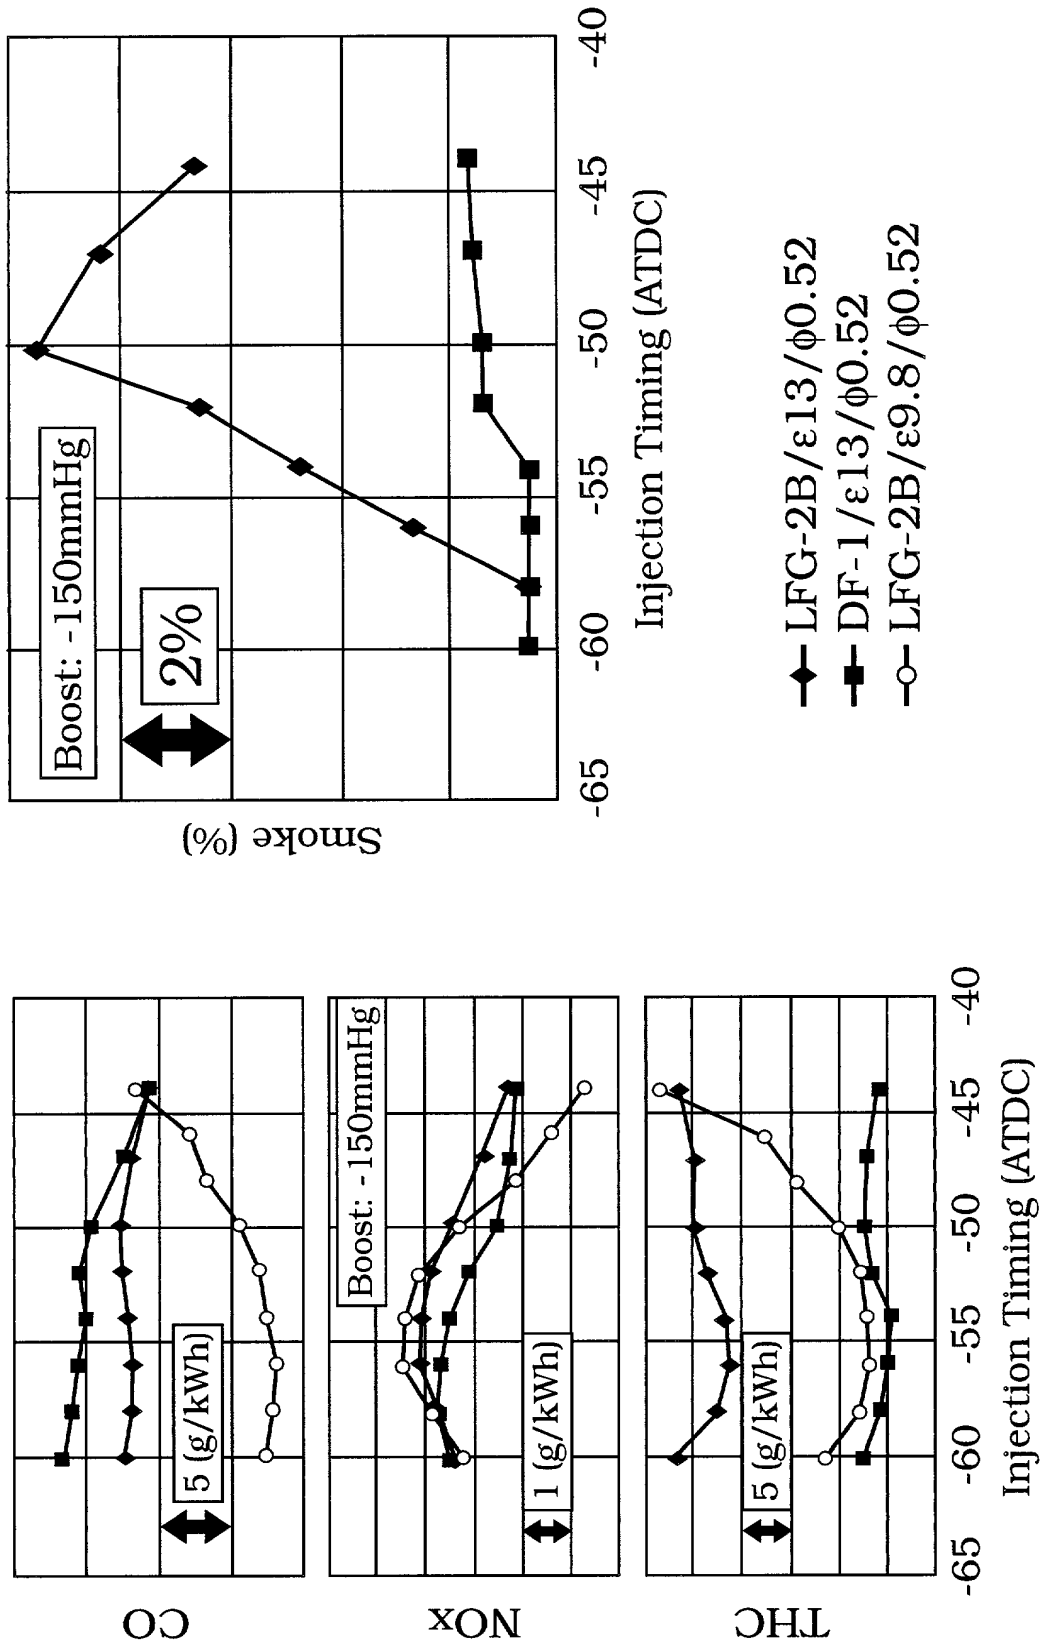 CO
5 (g/kWh)
NOx
Boost: -150mmHg
1 (g/kWh)
THC
5 (g/kWh)
-65
-60
-55
-50
-45
-40
Injection Timing (ATDC)
Smoke (%)
Boost: -150mmHg
2%
-65
-60
-55
-50
-45
-40
Injection Timing (ATDC)
LFG-2B/ε13/ϕ0.52
DF-1/ε13/ϕ0.52
LFG-2B/ε9.8/ϕ0.52